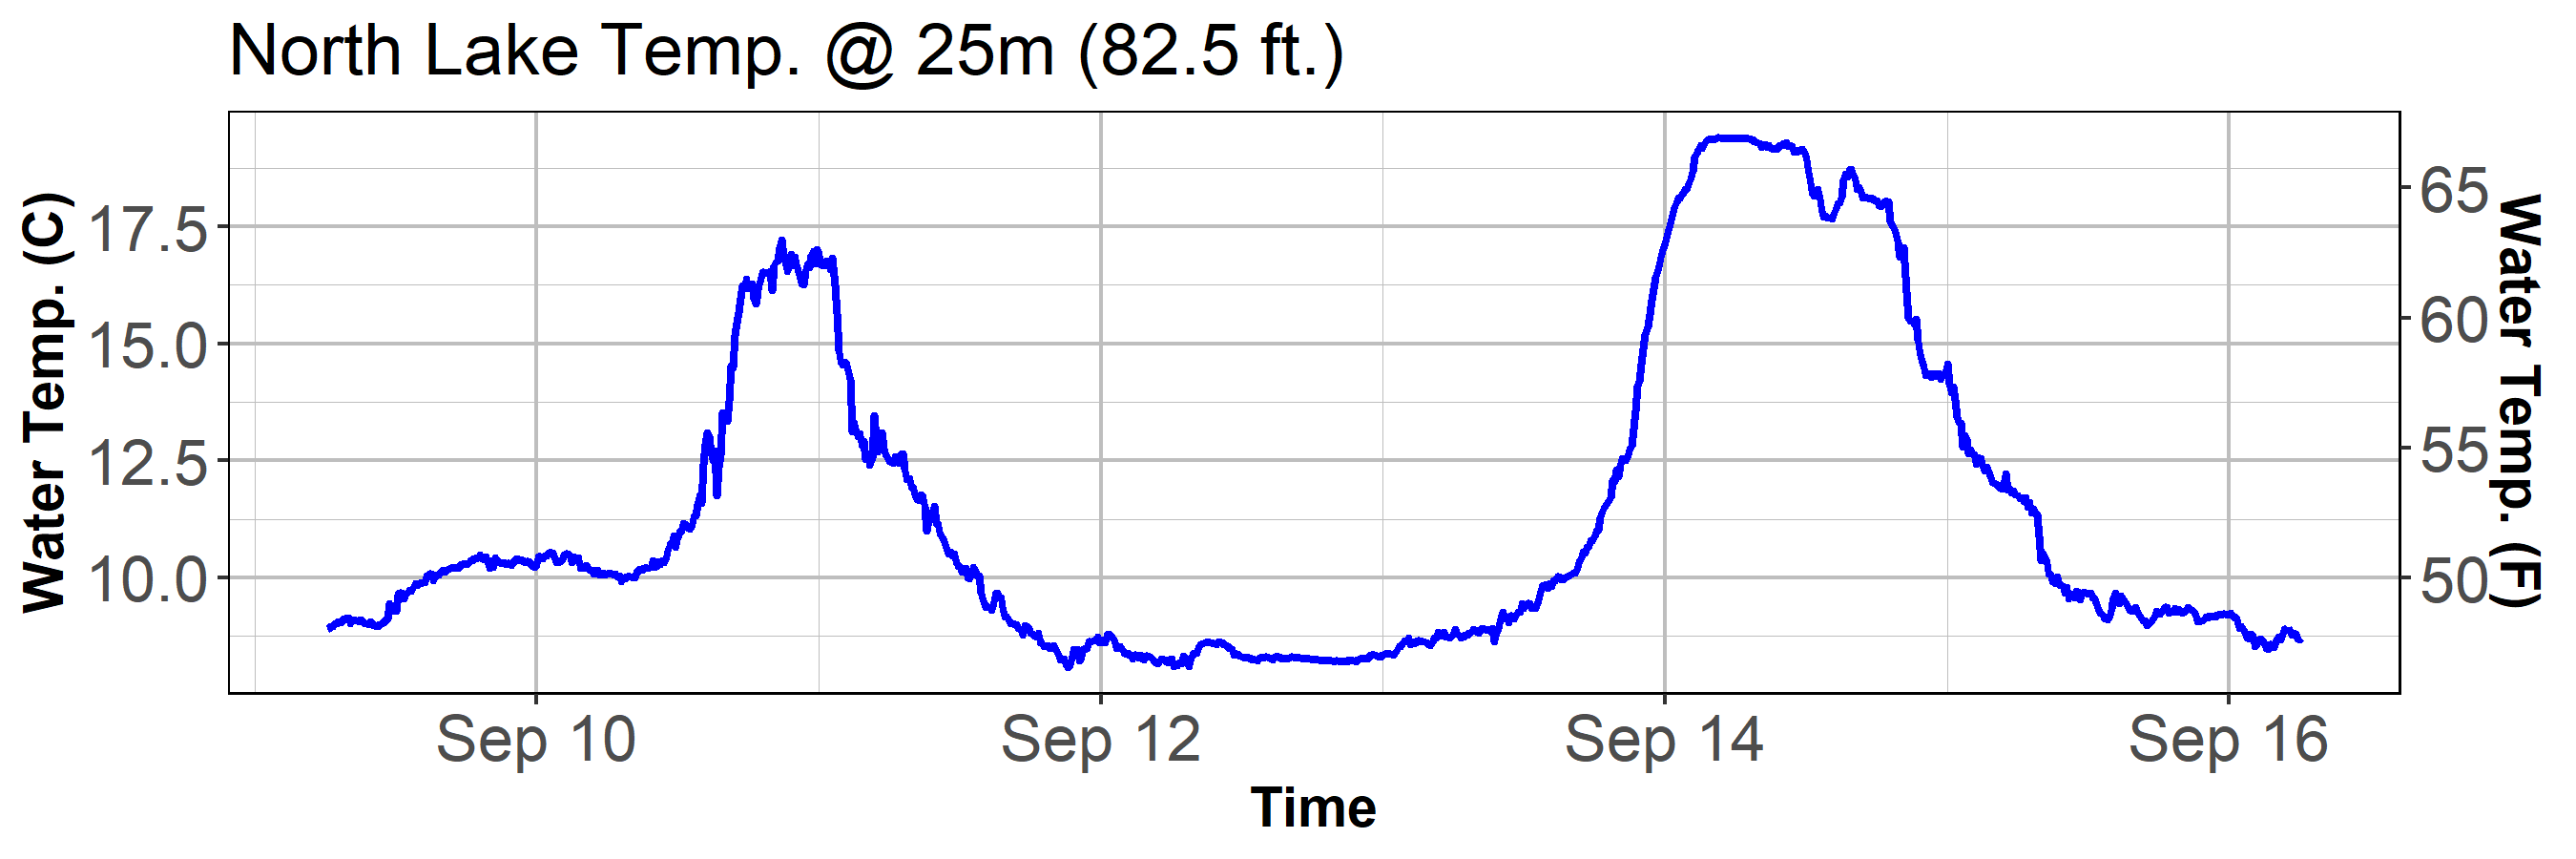 North Lake Temp. @ 25m (82.5 ft.)
Water Temp. (C)
17.5
15.0
12.5
10.0
65
60
55
50
Water Temp. (F)
Sep 10
Sep 12
Sep 14
Sep 16
Time